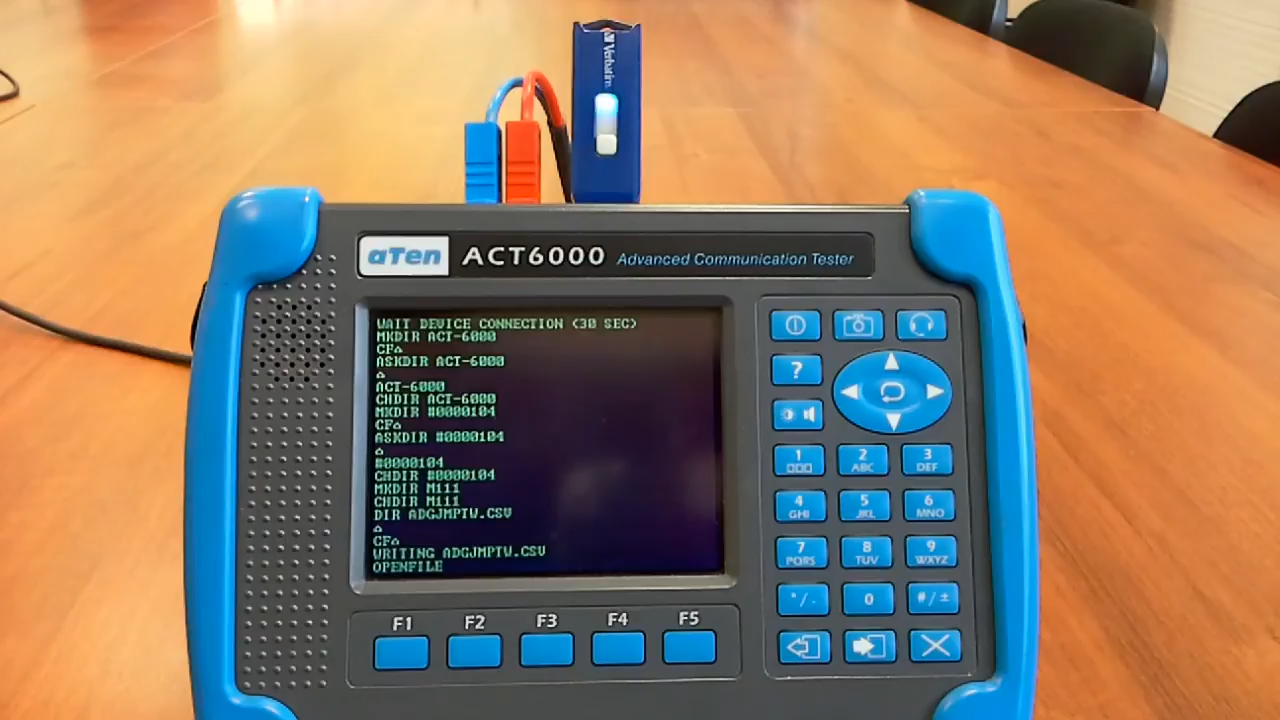 Verbatim
aTen ACT6000 Advanced Communication Tester
WAIT DEVICE CONNECTION (30 SEC)
MKDIR ACT-6000
CF△
ASKDIR ACT-6000
△
ACT-6000
CHDIR ACT-6000
MKDIR #0000104
CF△
ASKDIR #0000104
△
#0000104
CHDIR #0000104
MKDIR M111
CHDIR M111
DIR ADGJMPTW.CSV
△
CF△
WRITING ADGJMPTW.CSV
OPENFILE
F1 F2 F3 F4 F5
?
1 2 ABC 3 DEF
4 GHI 5 JKL 6 MNO
7 PQRS 8 TUV 9 WXYZ
*/. 0 #/±